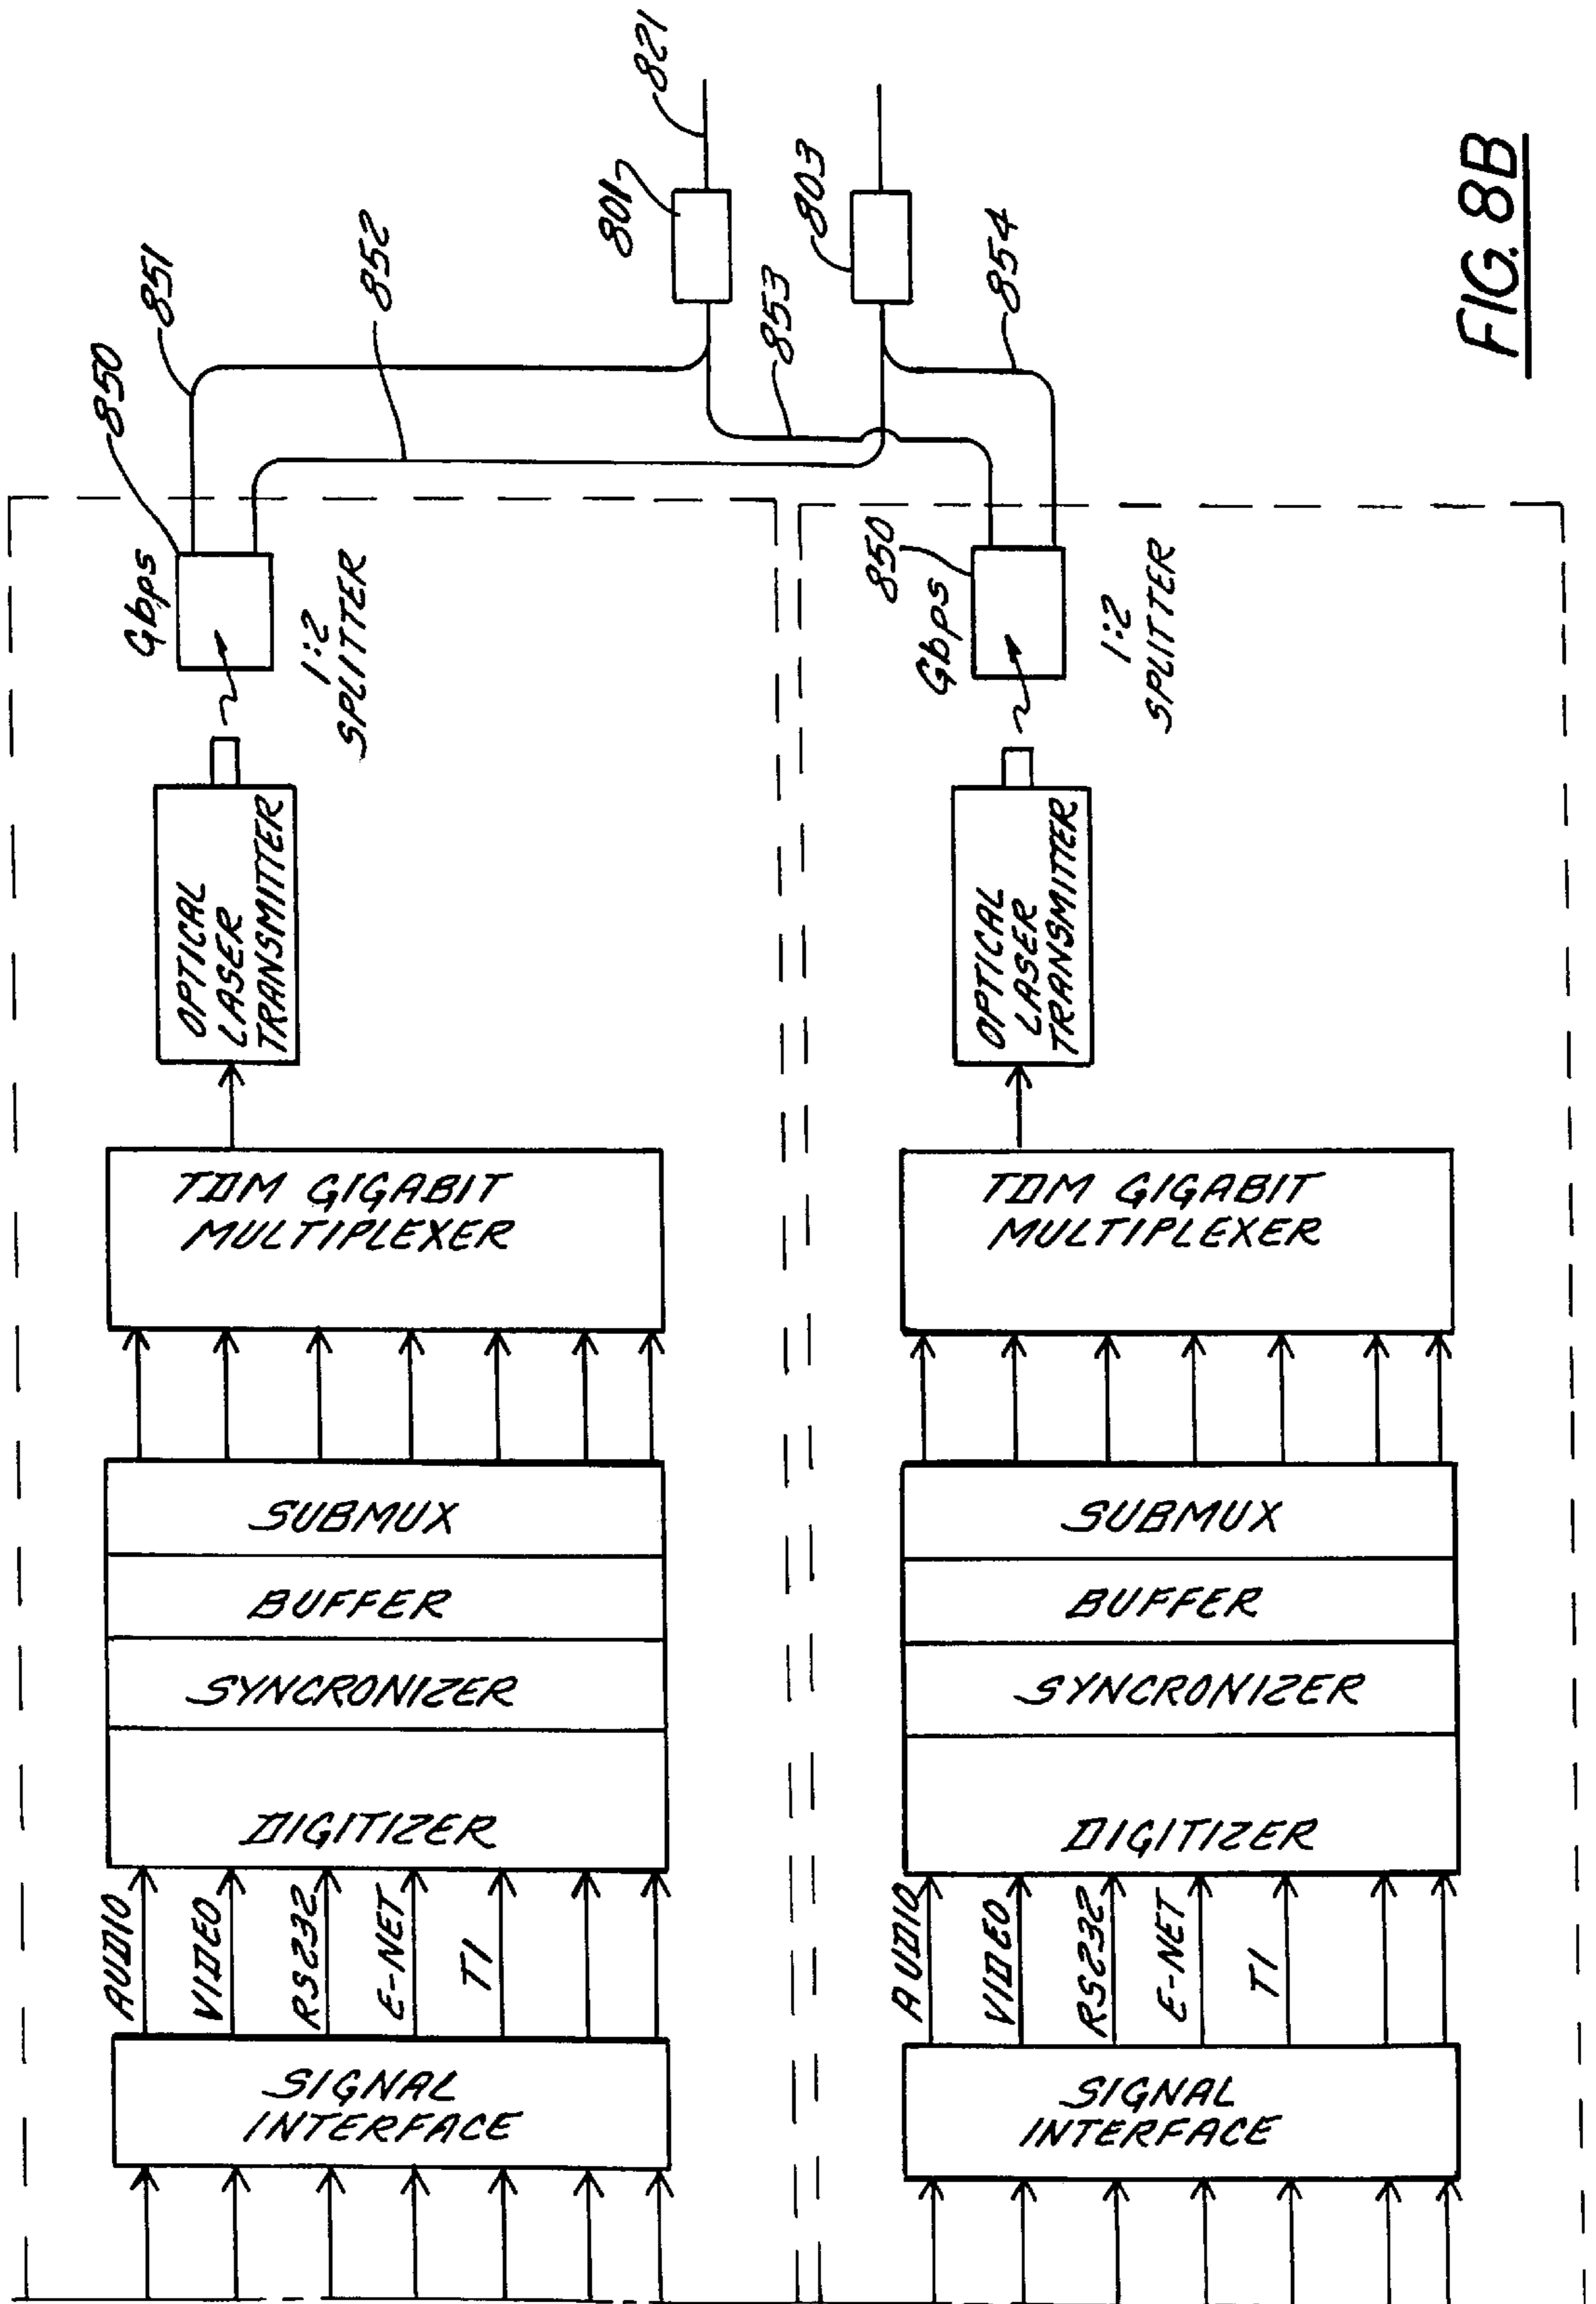 850
Gbps
1:2
SPLITTER
851
852
801
821
853
803
854
OPTICAL
LASER
TRANSMITTER
TDM GIGABIT
MULTIPLEXER
SUBMUX
BUFFER
SYNCRONIZER
DIGITIZER
AUDIO
VIDEO
RS232
E-NET
T1
SIGNAL
INTERFACE
850
Gbps
1:2
SPLITTER
OPTICAL
LASER
TRANSMITTER
TDM GIGABIT
MULTIPLEXER
SUBMUX
BUFFER
SYNCRONIZER
DIGITIZER
AUDIO
VIDEO
RS232
E-NET
T1
SIGNAL
INTERFACE
FIG. 8B